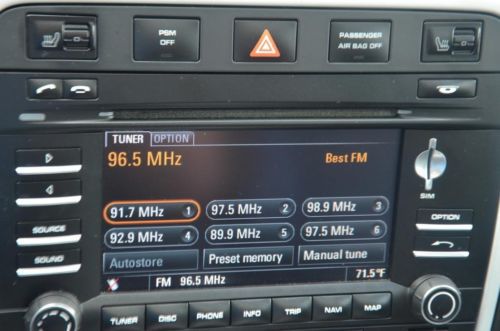 PSM OFF
PASSENGER AIR BAG OFF
TUNER OPTION
96.5 MHz Best FM
91.7 MHz 1 97.5 MHz 2 98.9 MHz 3
92.9 MHz 4 89.9 MHz 5 97.5 MHz 6
Autostore Preset memory Manual tune
FM 96.5 MHz 71.5°F
SOURCE
SOUND
SIM
OPTION
TUNER DISC PHONE INFO TRIP NAVI MAP